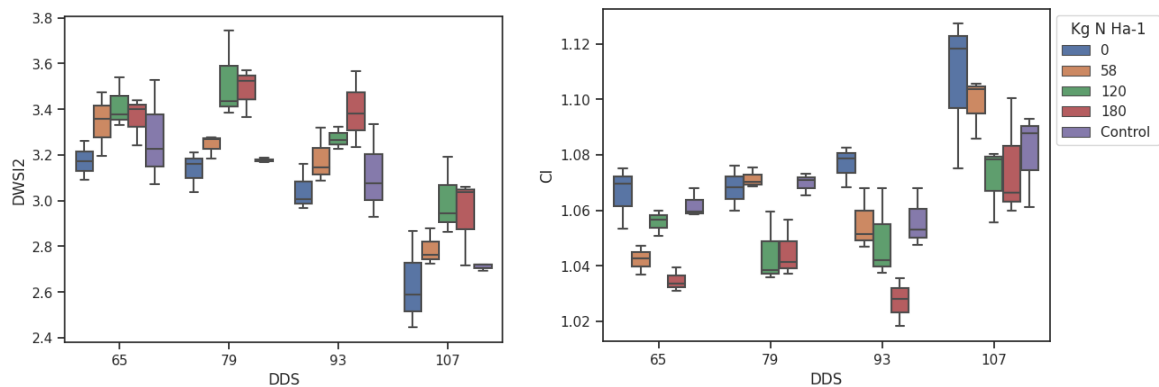 3.8
3.6
3.4
3.2
3.0
2.8
2.6
2.4
DWSI2
65 79 93 107
DDS
1.12
1.10
1.08
1.06
1.04
1.02
CI
65 79 93 107
DDS
Kg N Ha-1
0
58
120
180
Control